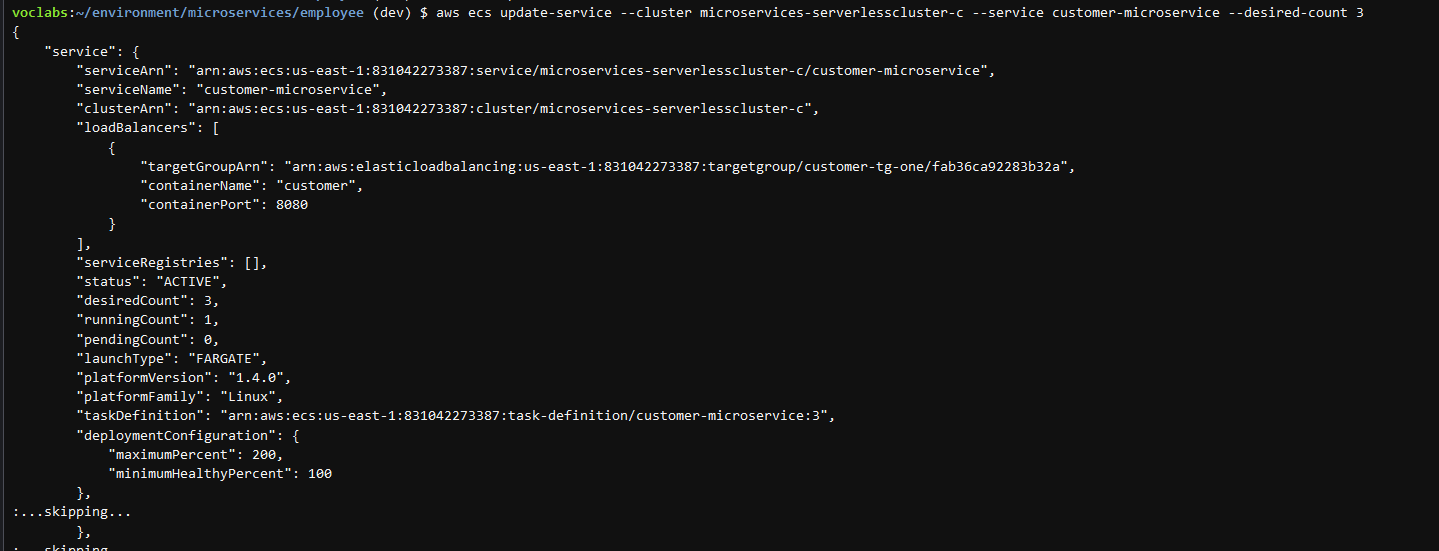 voclabs:~/environment/microservices/employee (dev) $ aws ecs update-service --cluster microservices-serverlesscluster-c --service customer-microservice --desired-count 3
{
    "service": {
        "serviceArn": "arn:aws:ecs:us-east-1:831042273387:service/microservices-serverlesscluster-c/customer-microservice",
        "serviceName": "customer-microservice",
        "clusterArn": "arn:aws:ecs:us-east-1:831042273387:cluster/microservices-serverlesscluster-c",
        "loadBalancers": [
            {
                "targetGroupArn": "arn:aws:elasticloadbalancing:us-east-1:831042273387:targetgroup/customer-tg-one/fab36ca92283b32a",
                "containerName": "customer",
                "containerPort": 8080
            }
        ],
        "serviceRegistries": [],
        "status": "ACTIVE",
        "desiredCount": 3,
        "runningCount": 1,
        "pendingCount": 0,
        "launchType": "FARGATE",
        "platformVersion": "1.4.0",
        "platformFamily": "Linux",
        "taskDefinition": "arn:aws:ecs:us-east-1:831042273387:task-definition/customer-microservice:3",
        "deploymentConfiguration": {
            "maximumPercent": 200,
            "minimumHealthyPercent": 100
        },
:...skipping...
        },
:...skipping...